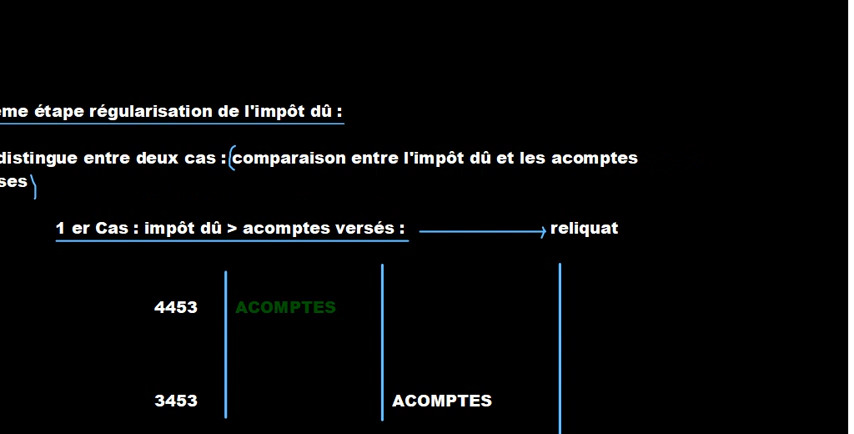 ème étape régularisation de l'impôt dû :
distingue entre deux cas : (comparaison entre l'impôt dû et les acomptes
ses)
1 er Cas : impôt dû > acomptes versés : → reliquat
4453 ACOMPTES
3453 ACOMPTES